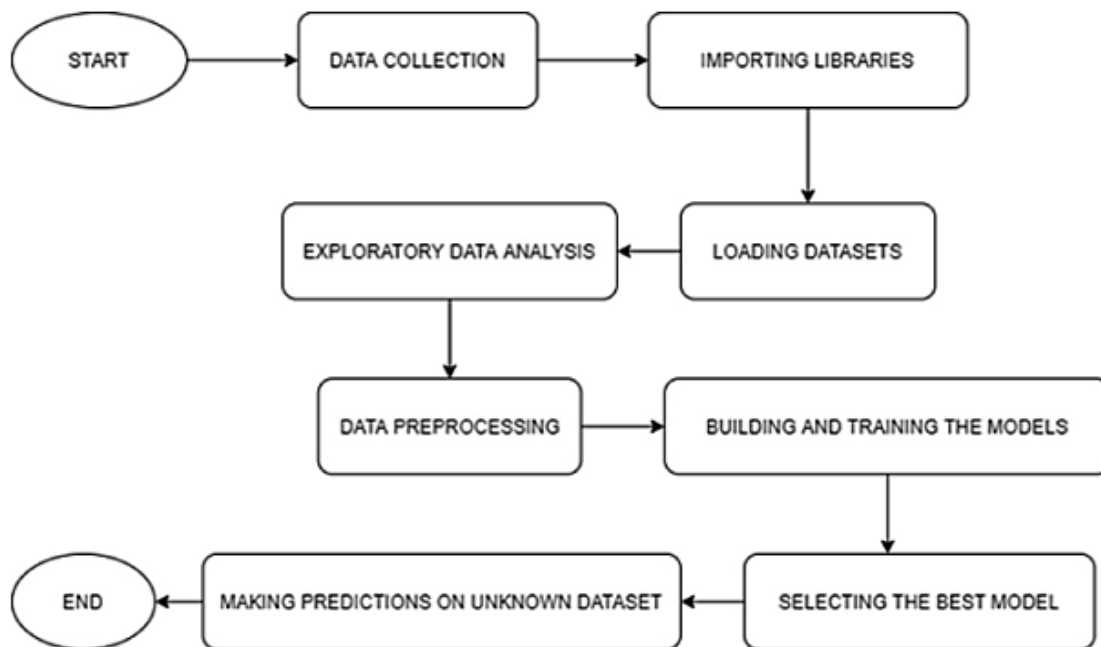 START
DATA COLLECTION
IMPORTING LIBRARIES
LOADING DATASETS
EXPLORATORY DATA ANALYSIS
DATA PREPROCESSING
BUILDING AND TRAINING THE MODELS
SELECTING THE BEST MODEL
MAKING PREDICTIONS ON UNKNOWN DATASET
END